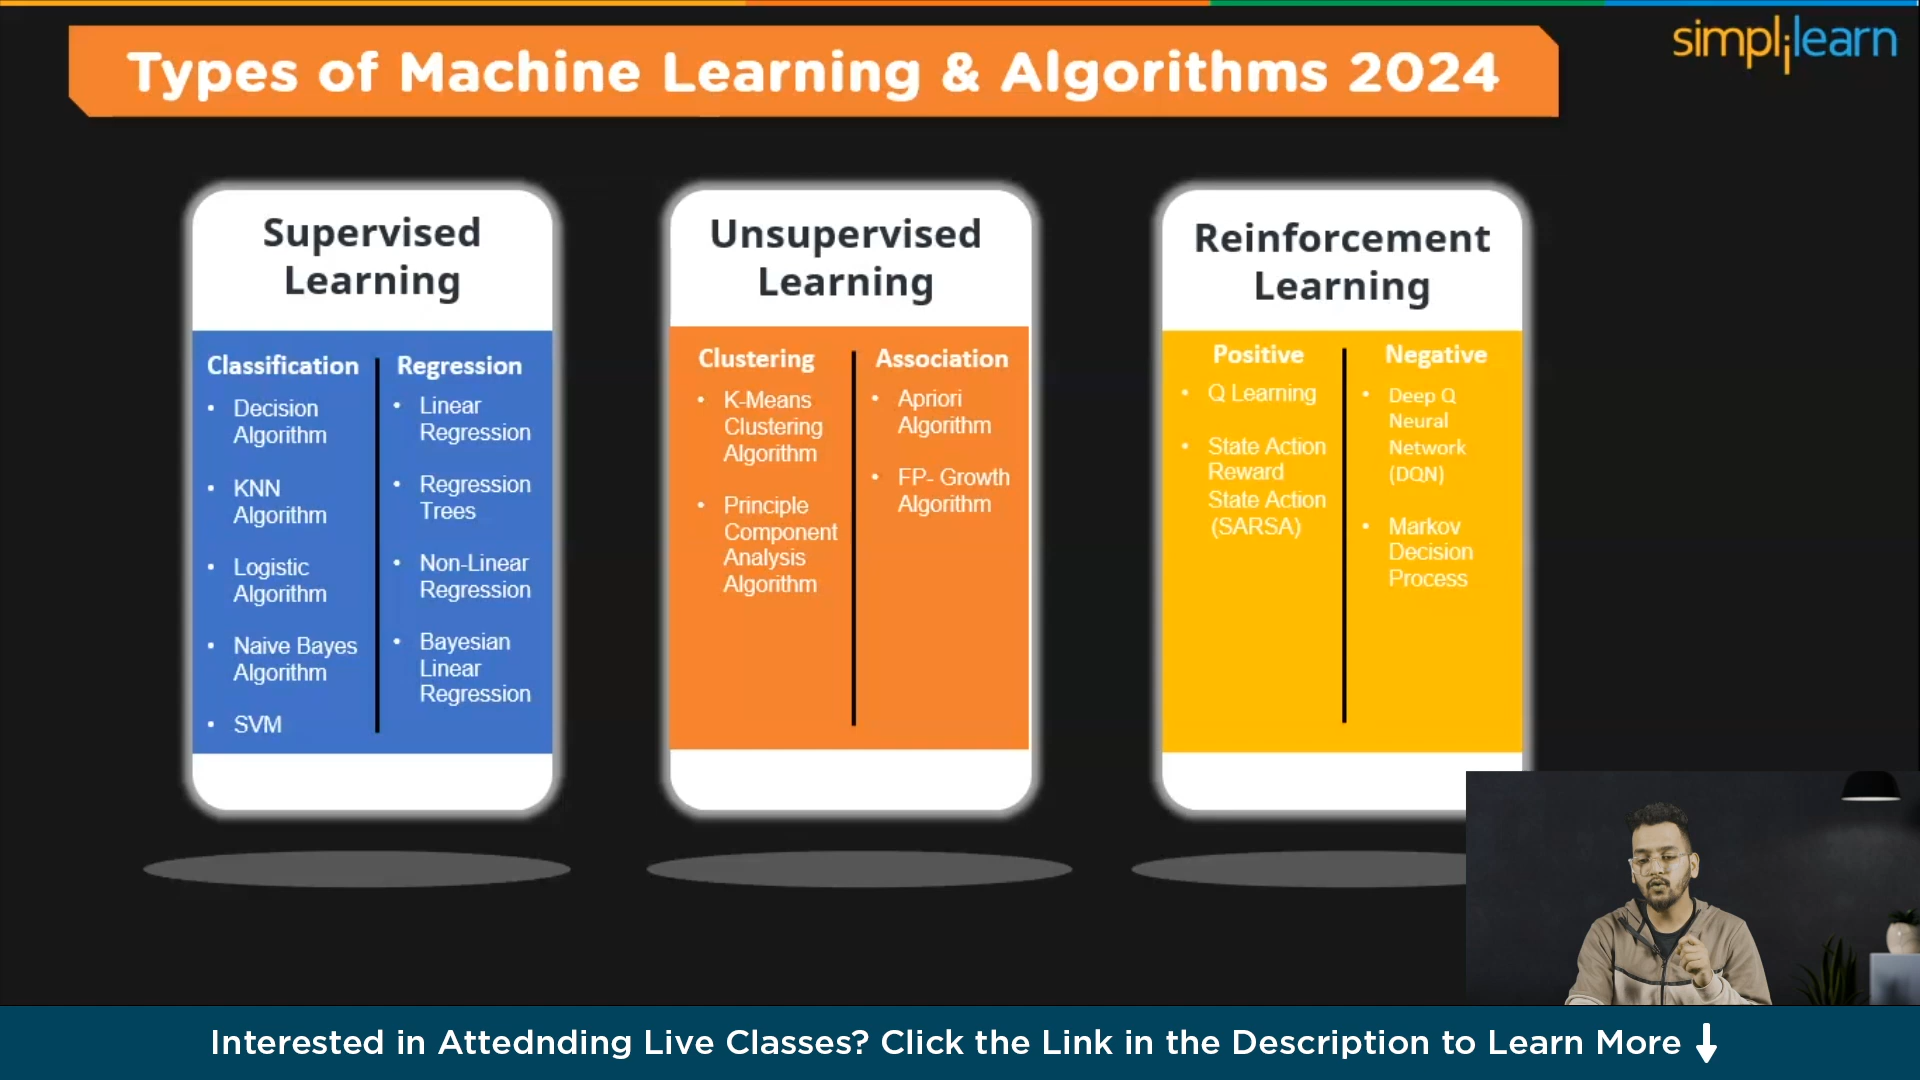 simplilearn
Types of Machine Learning & Algorithms 2024
Supervised
Learning
Classification
• Decision
Algorithm
• KNN
Algorithm
• Logistic
Algorithm
• Naive Bayes
Algorithm
• SVM
Regression
• Linear
Regression
• Regression
Trees
• Non-Linear
Regression
• Bayesian
Linear
Regression
Unsupervised
Learning
Clustering
• K-Means
Clustering
Algorithm
• Principle
Component
Analysis
Algorithm
Association
• Apriori
Algorithm
• FP- Growth
Algorithm
Reinforcement
Learning
Positive
• Q Learning
• State Action
Reward
State Action
(SARSA)
Negative
• Deep Q
Neural
Network
(DQN)
• Markov
Decision
Process
Interested in Attednding Live Classes? Click the Link in the Description to Learn More